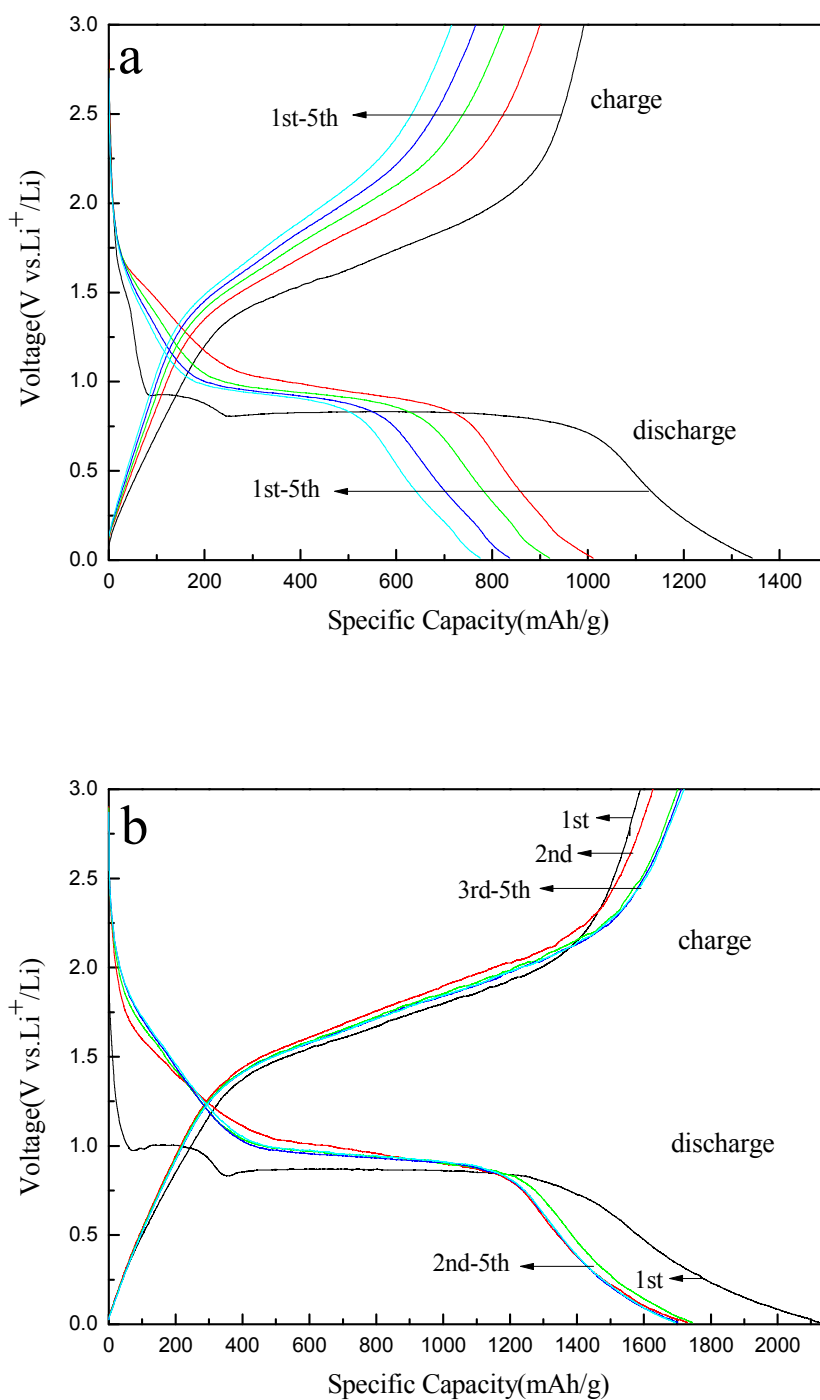 a
3.0
2.5
2.0
1.5
1.0
0.5
0.0
Voltage(V vs.Li⁺/Li)
1st-5th
charge
discharge
1st-5th
0 200 400 600 800 1000 1200 1400
Specific Capacity(mAh/g)
b
3.0
2.5
2.0
1.5
1.0
0.5
0.0
Voltage(V vs.Li⁺/Li)
1st
2nd
3rd-5th
charge
discharge
2nd-5th
1st
0 200 400 600 800 1000 1200 1400 1600 1800 2000
Specific Capacity(mAh/g)